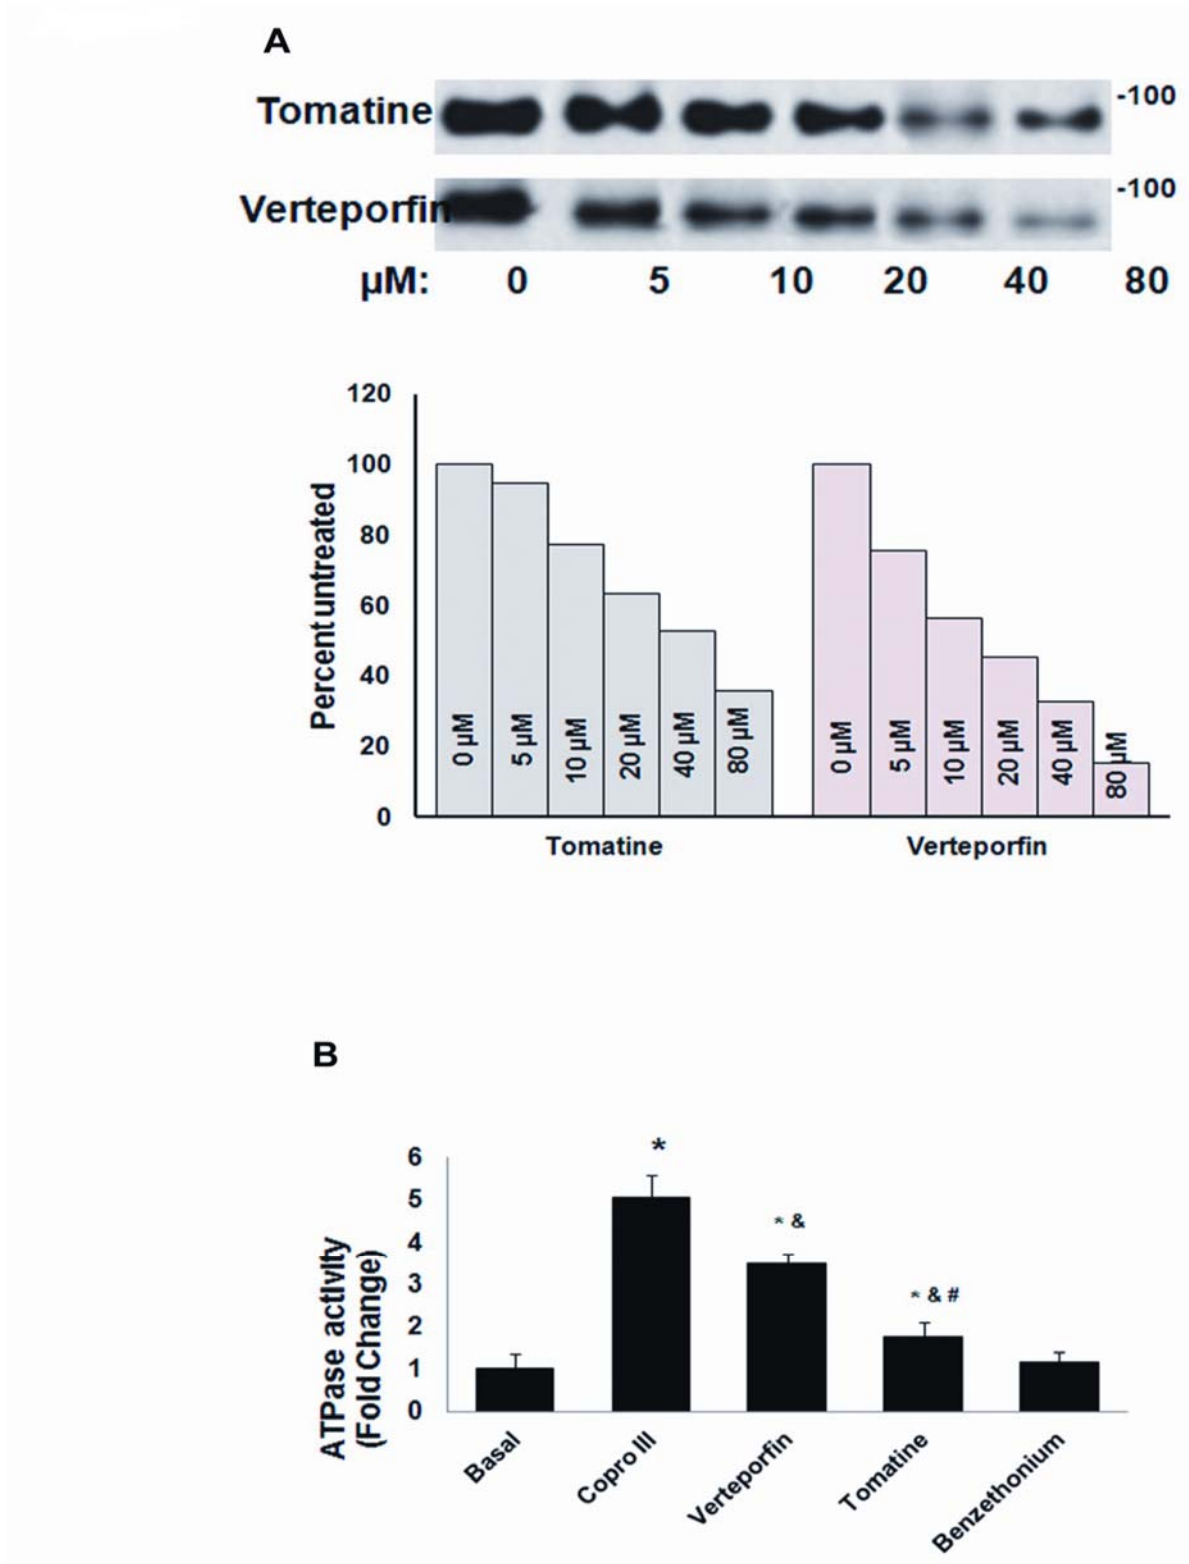 A
Tomatine
-100
Verteporfin
-100
µM: 0 5 10 20 40 80
120
100
80
60
40
20
0
Percent untreated
0 µM 5 µM 10 µM 20 µM 40 µM 80 µM
0 µM 5 µM 10 µM 20 µM 40 µM 80 µM
Tomatine Verteporfin
B
6
5
4
3
2
1
0
ATPase activity
(Fold Change)
*
* &
* & #
Basal
Copro III
Verteporfin
Tomatine
Benzethonium